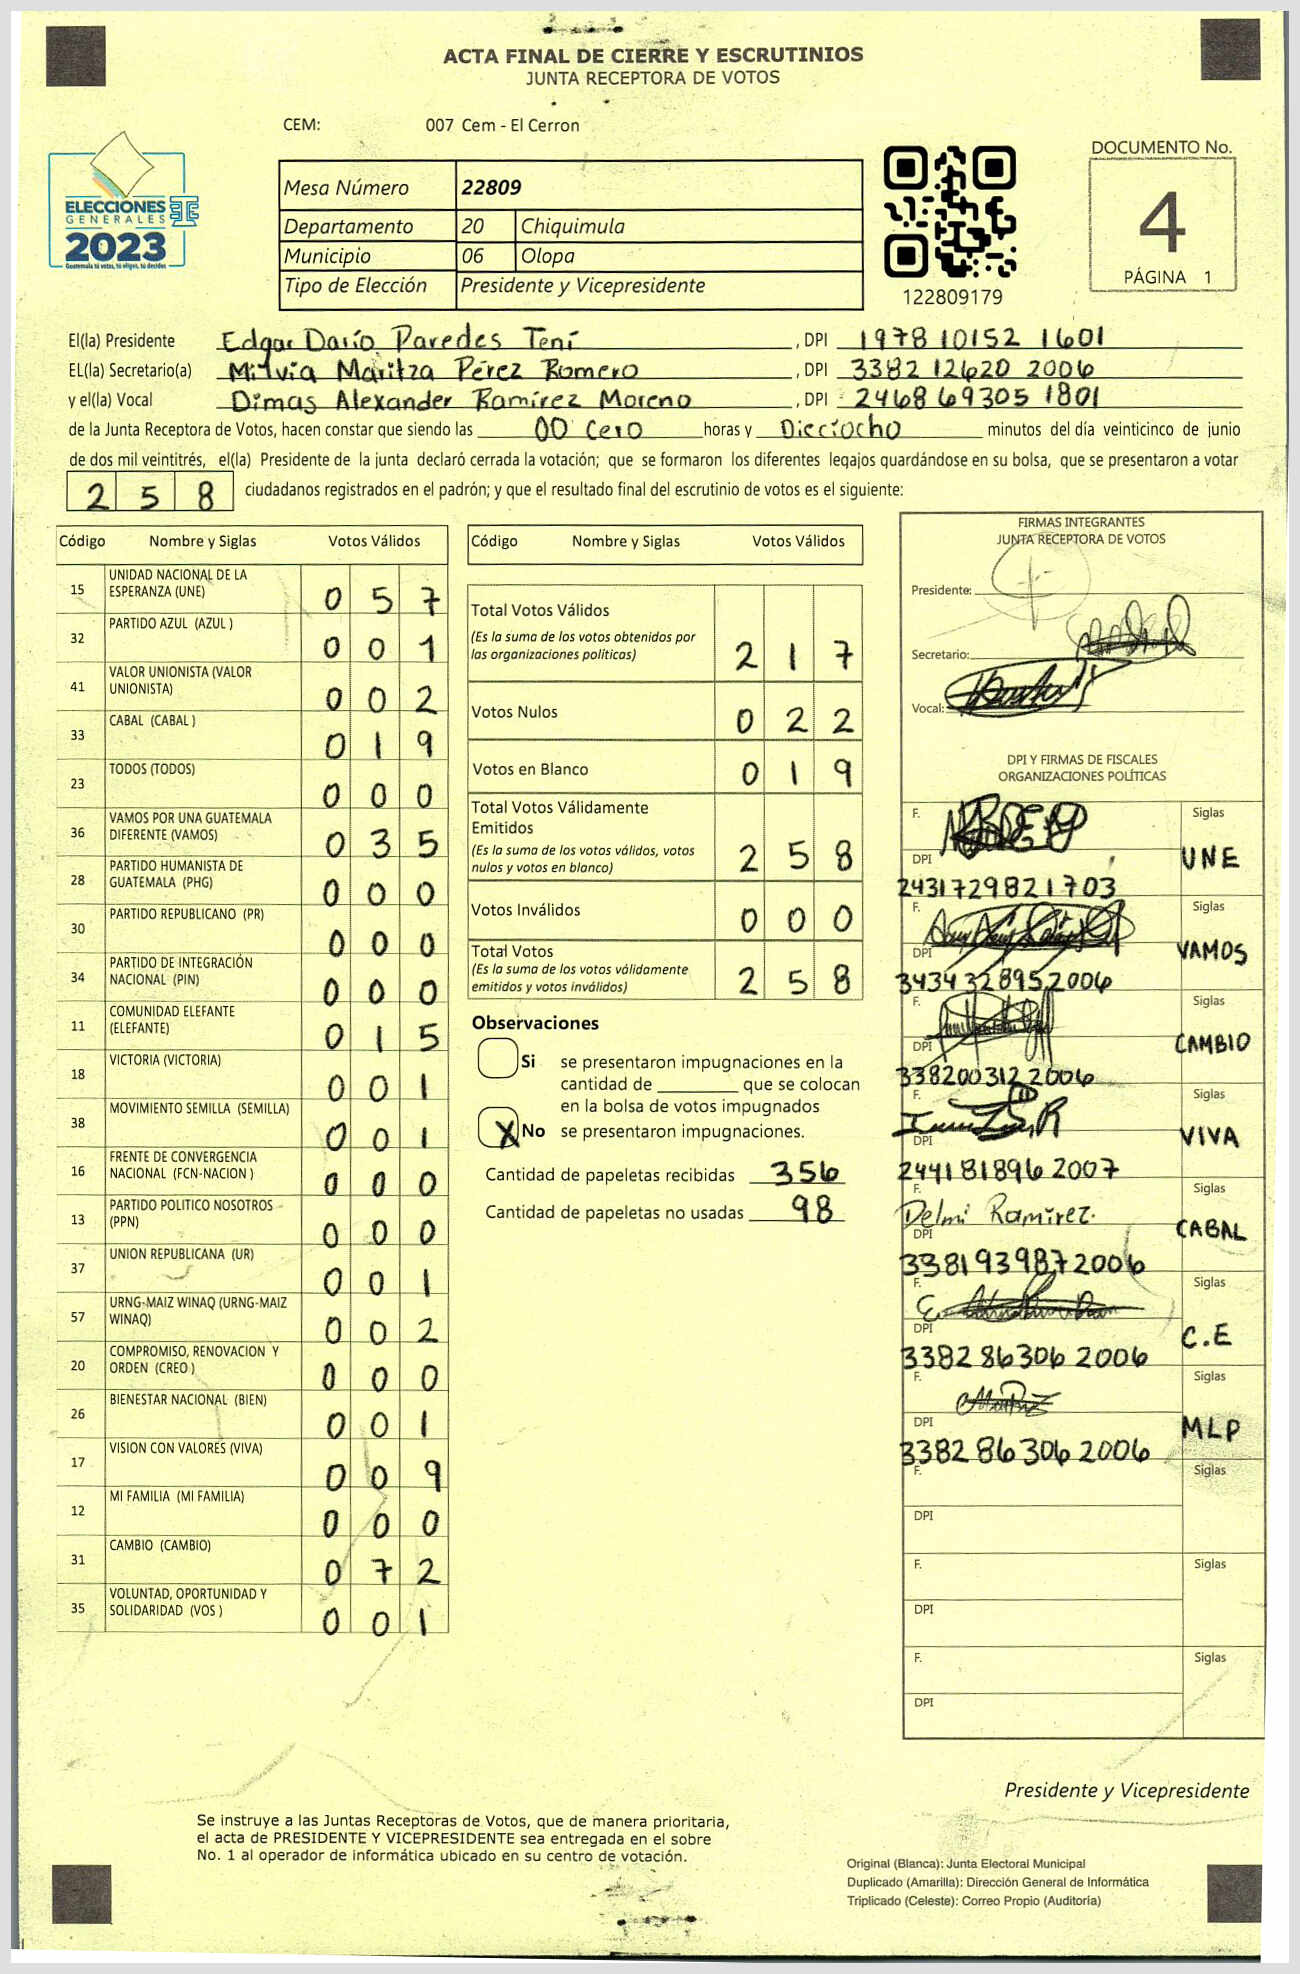 ACTA FINAL DE CIERRE Y ESCRUTINIOS
JUNTA RECEPTORA DE VOTOS
CEM: 007 Cem - El Cerron
ELECCIONES
GENERALES
2023
Guatemala tú votas, tú eliges, tú decides
Mesa Número 22809
Departamento 20 Chiquimula
Municipio 06 Olopa
Tipo de Elección Presidente y Vicepresidente
122809179
DOCUMENTO No.
4
PÁGINA 1
El(la) Presidente Edgar Darío Paredes Tení , DPI 1978 10152 1601
EL(la) Secretario(a) Milvia Maritza Pérez Romero , DPI 3382 12620 2006
y el(la) Vocal Dimas Alexander Ramírez Moreno , DPI 2468 69305 1801
de la Junta Receptora de Votos, hacen constar que siendo las 00 Cero horas y Dieciocho minutos del día veinticinco de junio
de dos mil veintitrés, el(la) Presidente de la junta declaró cerrada la votación; que se formaron los diferentes legajos guardándose en su bolsa, que se presentaron a votar
258 ciudadanos registrados en el padrón; y que el resultado final del escrutinio de votos es el siguiente:
Código Nombre y Siglas Votos Válidos
15 UNIDAD NACIONAL DE LA
ESPERANZA (UNE) 0 5 7
32 PARTIDO AZUL (AZUL ) 0 0 1
41 VALOR UNIONISTA (VALOR
UNIONISTA) 0 0 2
33 CABAL (CABAL ) 0 1 9
23 TODOS (TODOS) 0 0 0
36 VAMOS POR UNA GUATEMALA
DIFERENTE (VAMOS) 0 3 5
28 PARTIDO HUMANISTA DE
GUATEMALA (PHG) 0 0 0
30 PARTIDO REPUBLICANO (PR) 0 0 0
34 PARTIDO DE INTEGRACIÓN
NACIONAL (PIN) 0 0 0
11 COMUNIDAD ELEFANTE
(ELEFANTE) 0 1 5
18 VICTORIA (VICTORIA) 0 0 1
38 MOVIMIENTO SEMILLA (SEMILLA) 0 0 1
16 FRENTE DE CONVERGENCIA
NACIONAL (FCN-NACION ) 0 0 0
13 PARTIDO POLITICO NOSOTROS
(PPN) 0 0 0
37 UNION REPUBLICANA (UR) 0 0 1
57 URNG-MAIZ WINAQ (URNG-MAIZ
WINAQ) 0 0 2
20 COMPROMISO, RENOVACION Y
ORDEN (CREO ) 0 0 0
26 BIENESTAR NACIONAL (BIEN) 0 0 1
17 VISION CON VALORES (VIVA) 0 0 9
12 MI FAMILIA (MI FAMILIA) 0 0 0
31 CAMBIO (CAMBIO) 0 7 2
35 VOLUNTAD, OPORTUNIDAD Y
SOLIDARIDAD (VOS ) 0 0 1
Código Nombre y Siglas Votos Válidos
Total Votos Válidos
(Es la suma de los votos obtenidos por
las organizaciones políticas) 2 1 7
Votos Nulos 0 2 2
Votos en Blanco 0 1 9
Total Votos Válidamente
Emitidos
(Es la suma de los votos válidos, votos
nulos y votos en blanco) 2 5 8
Votos Inválidos 0 0 0
Total Votos
(Es la suma de los votos válidamente
emitidos y votos inválidos) 2 5 8
Observaciones
Si se presentaron impugnaciones en la
cantidad de ________ que se colocan
en la bolsa de votos impugnados
X No se presentaron impugnaciones.
Cantidad de papeletas recibidas 356
Cantidad de papeletas no usadas 98
FIRMAS INTEGRANTES
JUNTA RECEPTORA DE VOTOS
Presidente:
Secretario:
Vocal:
DPI Y FIRMAS DE FISCALES
ORGANIZACIONES POLÍTICAS
F. Siglas
UNE
DPI
2431729821703
F. Siglas
VAMOS
DPI
3434328952006
F. Siglas
CAMBIO
DPI
338200312 2006
F. Siglas
VIVA
DPI
244181896 2007
F. Siglas
Delmi Ramírez. CABAL
DPI
3381939872006
F. Siglas
C.E
DPI
3382 86306 2006
F. Siglas
MLP
DPI
3382 86306 2006
F. Siglas
DPI
F. Siglas
DPI
F. Siglas
DPI
Presidente y Vicepresidente
Se instruye a las Juntas Receptoras de Votos, que de manera prioritaria,
el acta de PRESIDENTE Y VICEPRESIDENTE sea entregada en el sobre
No. 1 al operador de informática ubicado en su centro de votación.
Original (Blanca): Junta Electoral Municipal
Duplicado (Amarilla): Dirección General de Informática
Triplicado (Celeste): Correo Propio (Auditoría)